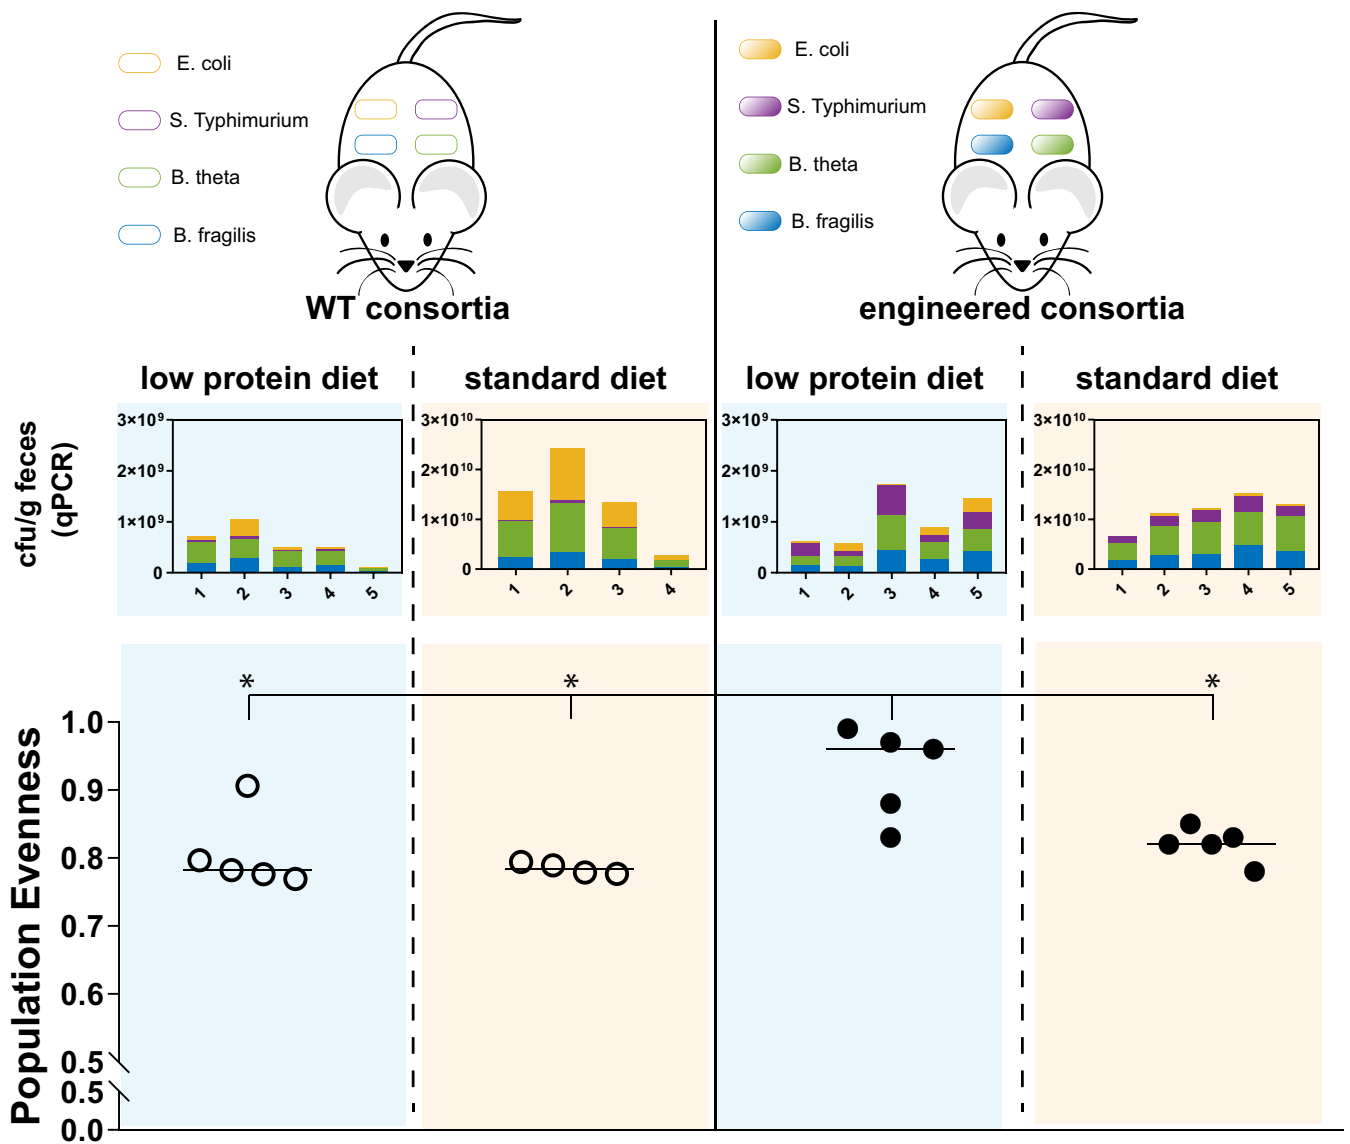 E. coli
S. Typhimurium
B. theta
B. fragilis
WT consortia
E. coli
S. Typhimurium
B. theta
B. fragilis
engineered consortia
low protein diet
standard diet
low protein diet
standard diet
cfu/g feces
(qPCR)
3×10⁹
2×10⁹
1×10⁹
0
1 2 3 4 5
3×10¹⁰
2×10¹⁰
1×10¹⁰
0
1 2 3 4
3×10⁹
2×10⁹
1×10⁹
0
1 2 3 4 5
3×10¹⁰
2×10¹⁰
1×10¹⁰
0
1 2 3 4 5
Population Evenness
* * *
1.0
0.9
0.8
0.7
0.6
0.5
0.5
0.0